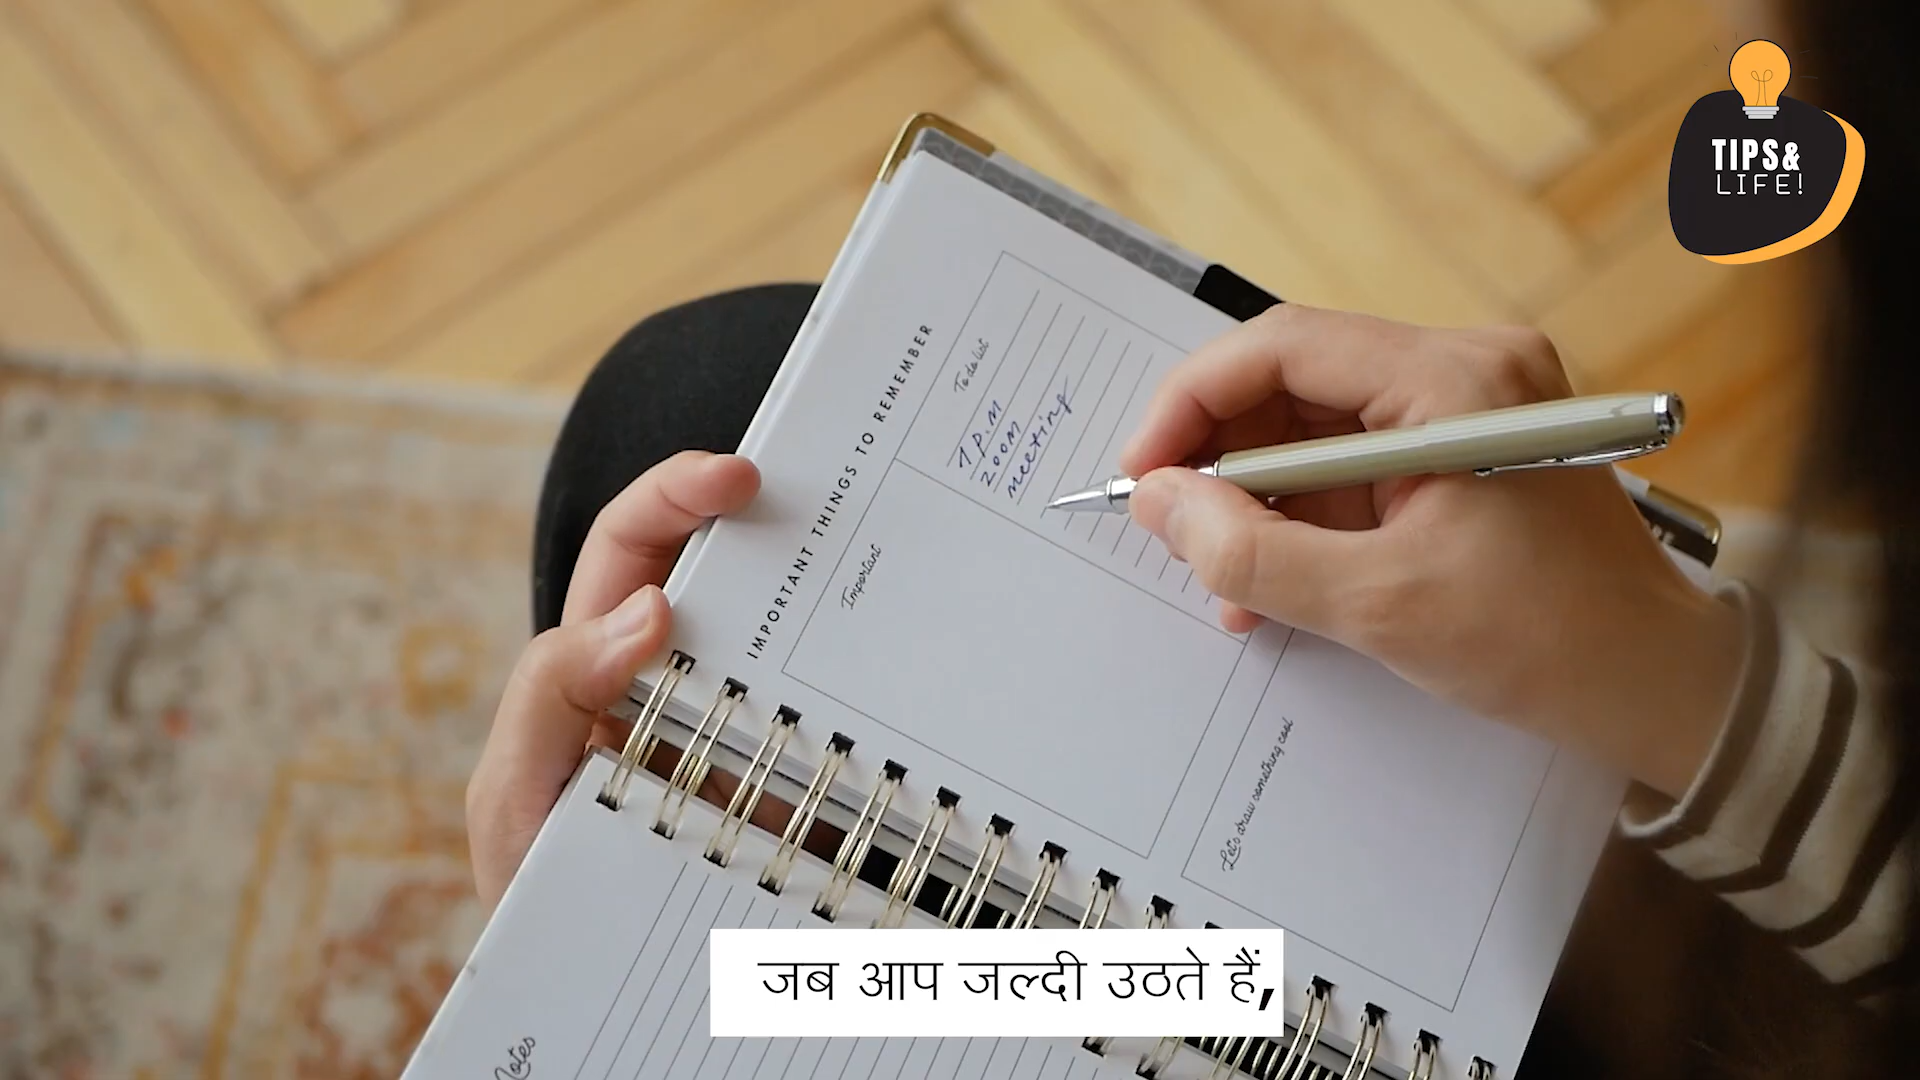 TIPS&
LIFE!
IMPORTANT THINGS TO REMEMBER
To do list
1 P.M
ZOOM
meeting
Important
Let's draw something cool
Notes
जब आप जल्दी उठते हैं,